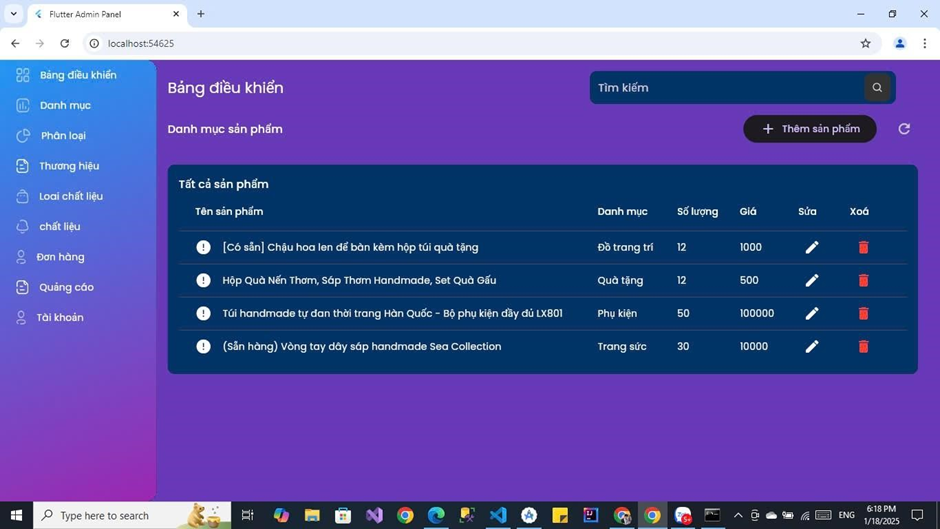 Flutter Admin Panel
localhost:54625
Bảng điều khiển
Danh mục
Phân loại
Thương hiệu
Loai chất liệu
chất liệu
Đơn hàng
Quảng cáo
Tài khoản
Bảng điều khiển
Tìm kiếm
Danh mục sản phẩm
Thêm sản phẩm
Tất cả sản phẩm
Tên sản phẩm Danh mục Số lượng Giá Sửa Xoá
[Có sẵn] Chậu hoa len để bàn kèm hộp túi quà tặng Đồ trang trí 12 1000
Hộp Quà Nến Thơm, Sáp Thơm Handmade, Set Quà Gấu Quà tặng 12 500
Túi handmade tự đan thời trang Hàn Quốc - Bộ phụ kiện đầy đủ LX801 Phụ kiện 50 100000
(Sẵn hàng) Vòng tay dây sáp handmade Sea Collection Trang sức 30 10000
Type here to search
ENG
6:18 PM
1/18/2025